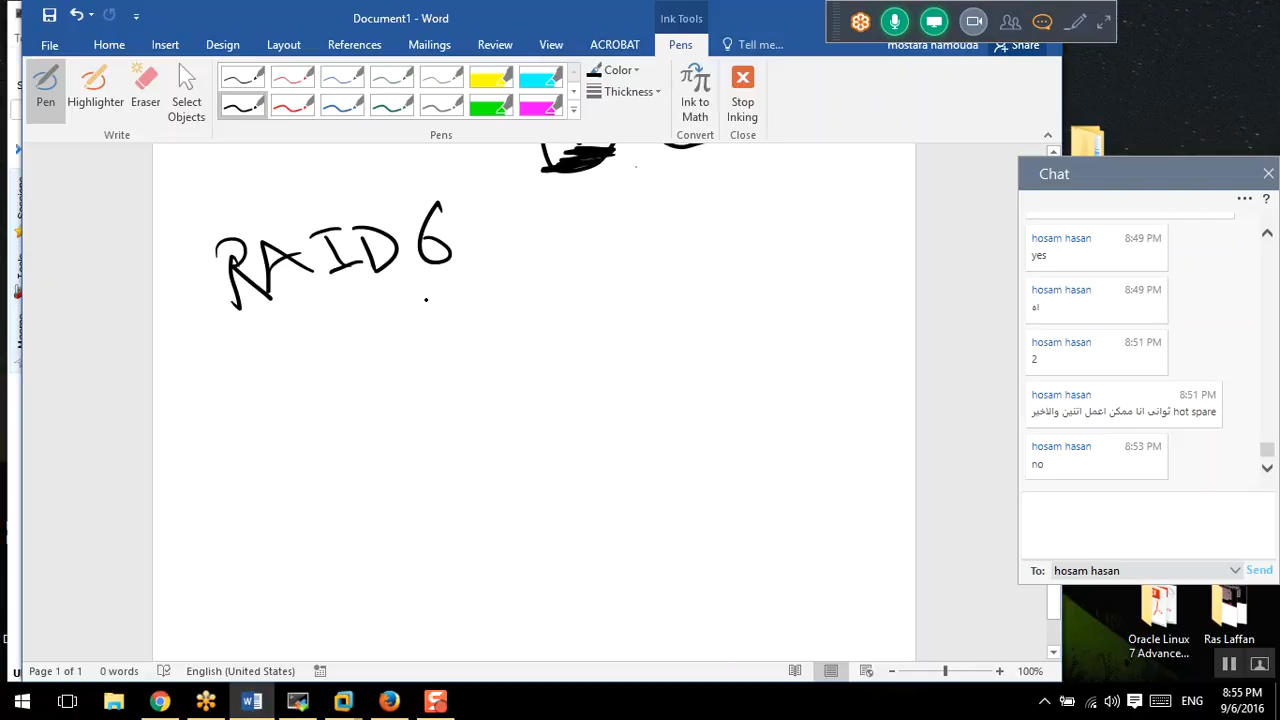 Document1 - Word
Ink Tools
mostafa hamouda
Share
File
Home
Insert
Design
Layout
References
Mailings
Review
View
ACROBAT
Pens
Tell me...
Pen
Highlighter
Eraser
Select Objects
Color
Thickness
Ink to Math
Stop Inking
Write
Pens
Convert
Close
RAID 6
Chat
?
hosam hasan 8:49 PM
yes
hosam hasan 8:49 PM
اه
hosam hasan 8:51 PM
2
hosam hasan 8:51 PM
ثوانى انا ممكن اعمل اتنين والاخير hot spare
hosam hasan 8:53 PM
no
To: hosam hasan
Send
Oracle Linux 7 Advance...
Ras Laffan
Page 1 of 1
0 words
English (United States)
100%
ENG
8:55 PM
9/6/2016